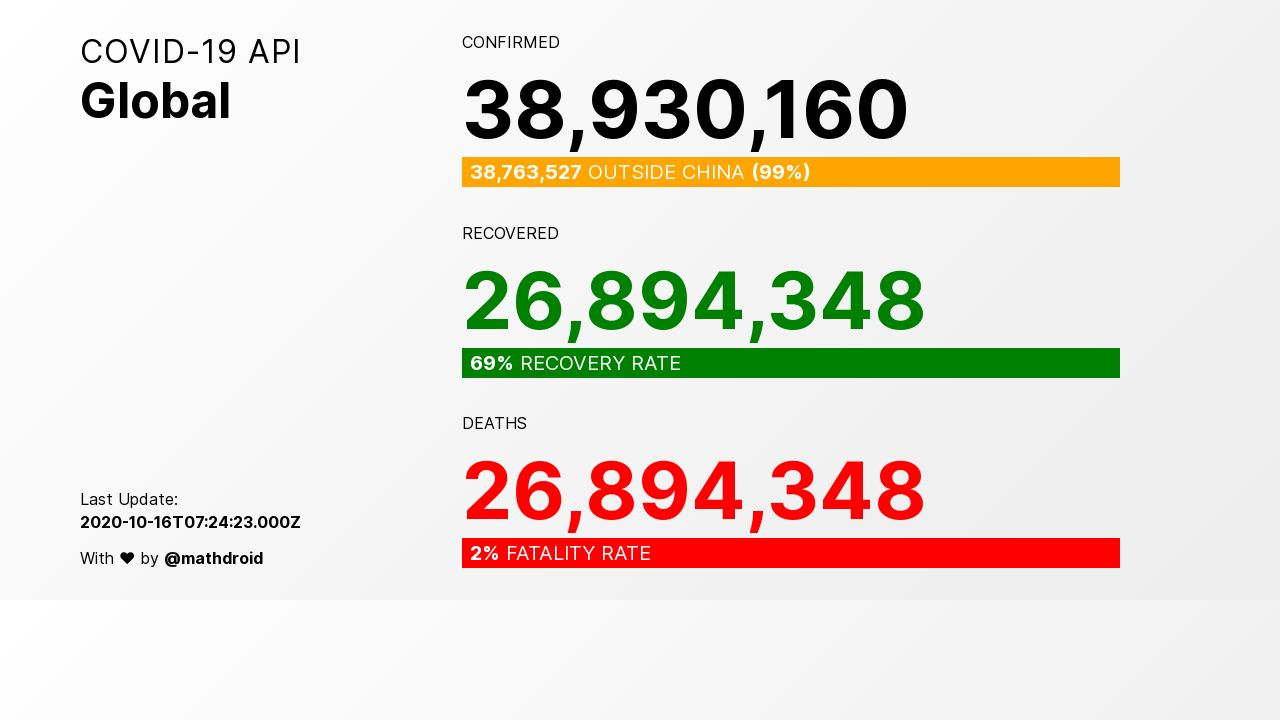 COVID-19 API
Global
CONFIRMED
38,930,160
38,763,527 OUTSIDE CHINA (99%)
RECOVERED
26,894,348
69% RECOVERY RATE
DEATHS
26,894,348
2% FATALITY RATE
Last Update:
2020-10-16T07:24:23.000Z
With ♥ by @mathdroid